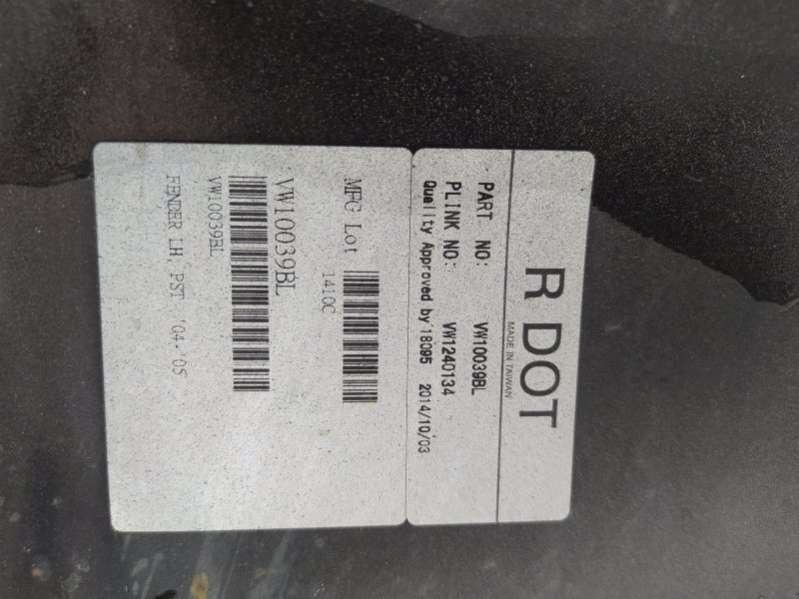 R DOT
MADE IN TAIWAN
PART NO: VW10039BL
PLINK NO: VW1240134
Quality Approved by 18095 2014/10/03
MFG Lot
1410C
VW10039BL
VW10039BL
FENDER LH. PST '04-'05